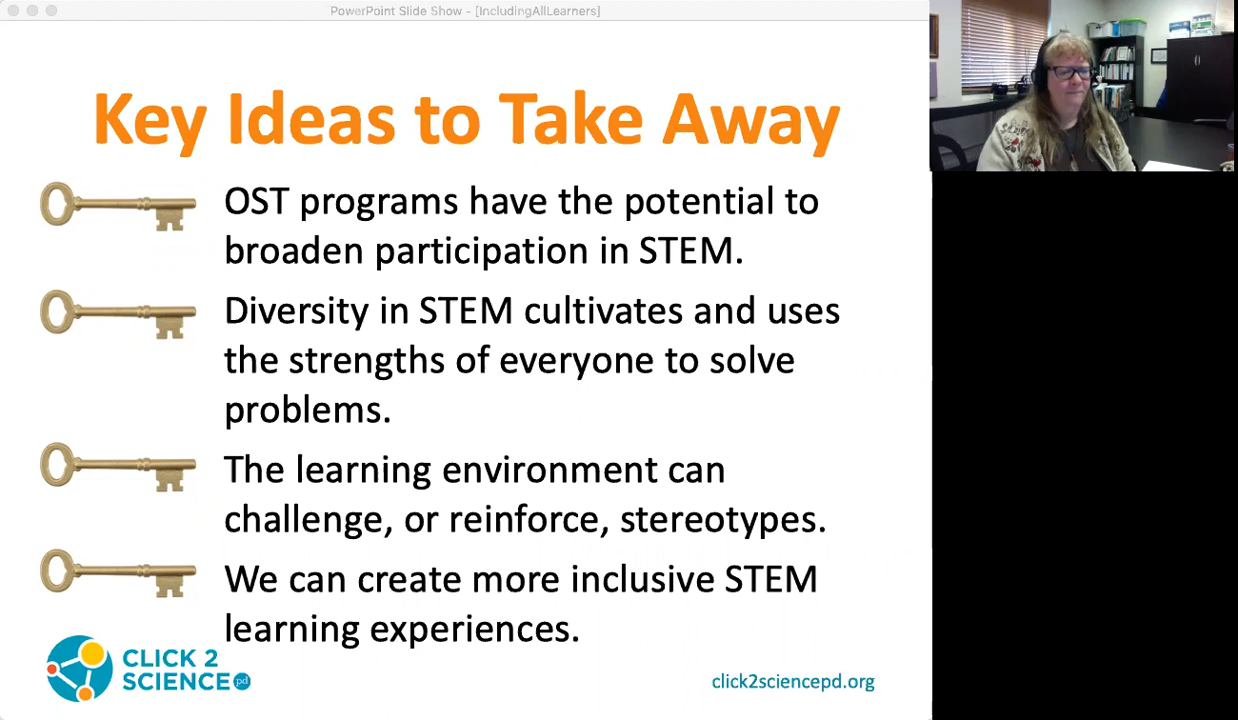 PowerPoint Slide Show - [IncludingAllLearners]
Key Ideas to Take Away
OST programs have the potential to
broaden participation in STEM.
Diversity in STEM cultivates and uses
the strengths of everyone to solve
problems.
The learning environment can
challenge, or reinforce, stereotypes.
We can create more inclusive STEM
learning experiences.
CLICK 2
SCIENCE pd
click2sciencepd.org